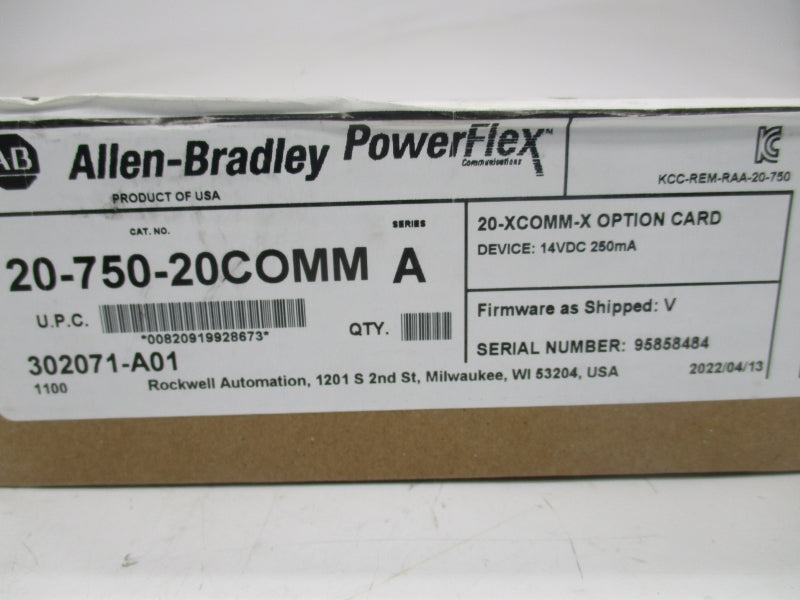 AB Allen-Bradley PowerFlex™
Communications
PRODUCT OF USA
KCC-REM-RAA-20-750
CAT. NO.
SERIES
20-750-20COMM A
20-XCOMM-X OPTION CARD
DEVICE: 14VDC 250mA
U.P.C.
*00820919928673*
QTY.
Firmware as Shipped: V
302071-A01
SERIAL NUMBER: 95858484
1100
Rockwell Automation, 1201 S 2nd St, Milwaukee, WI 53204, USA
2022/04/13